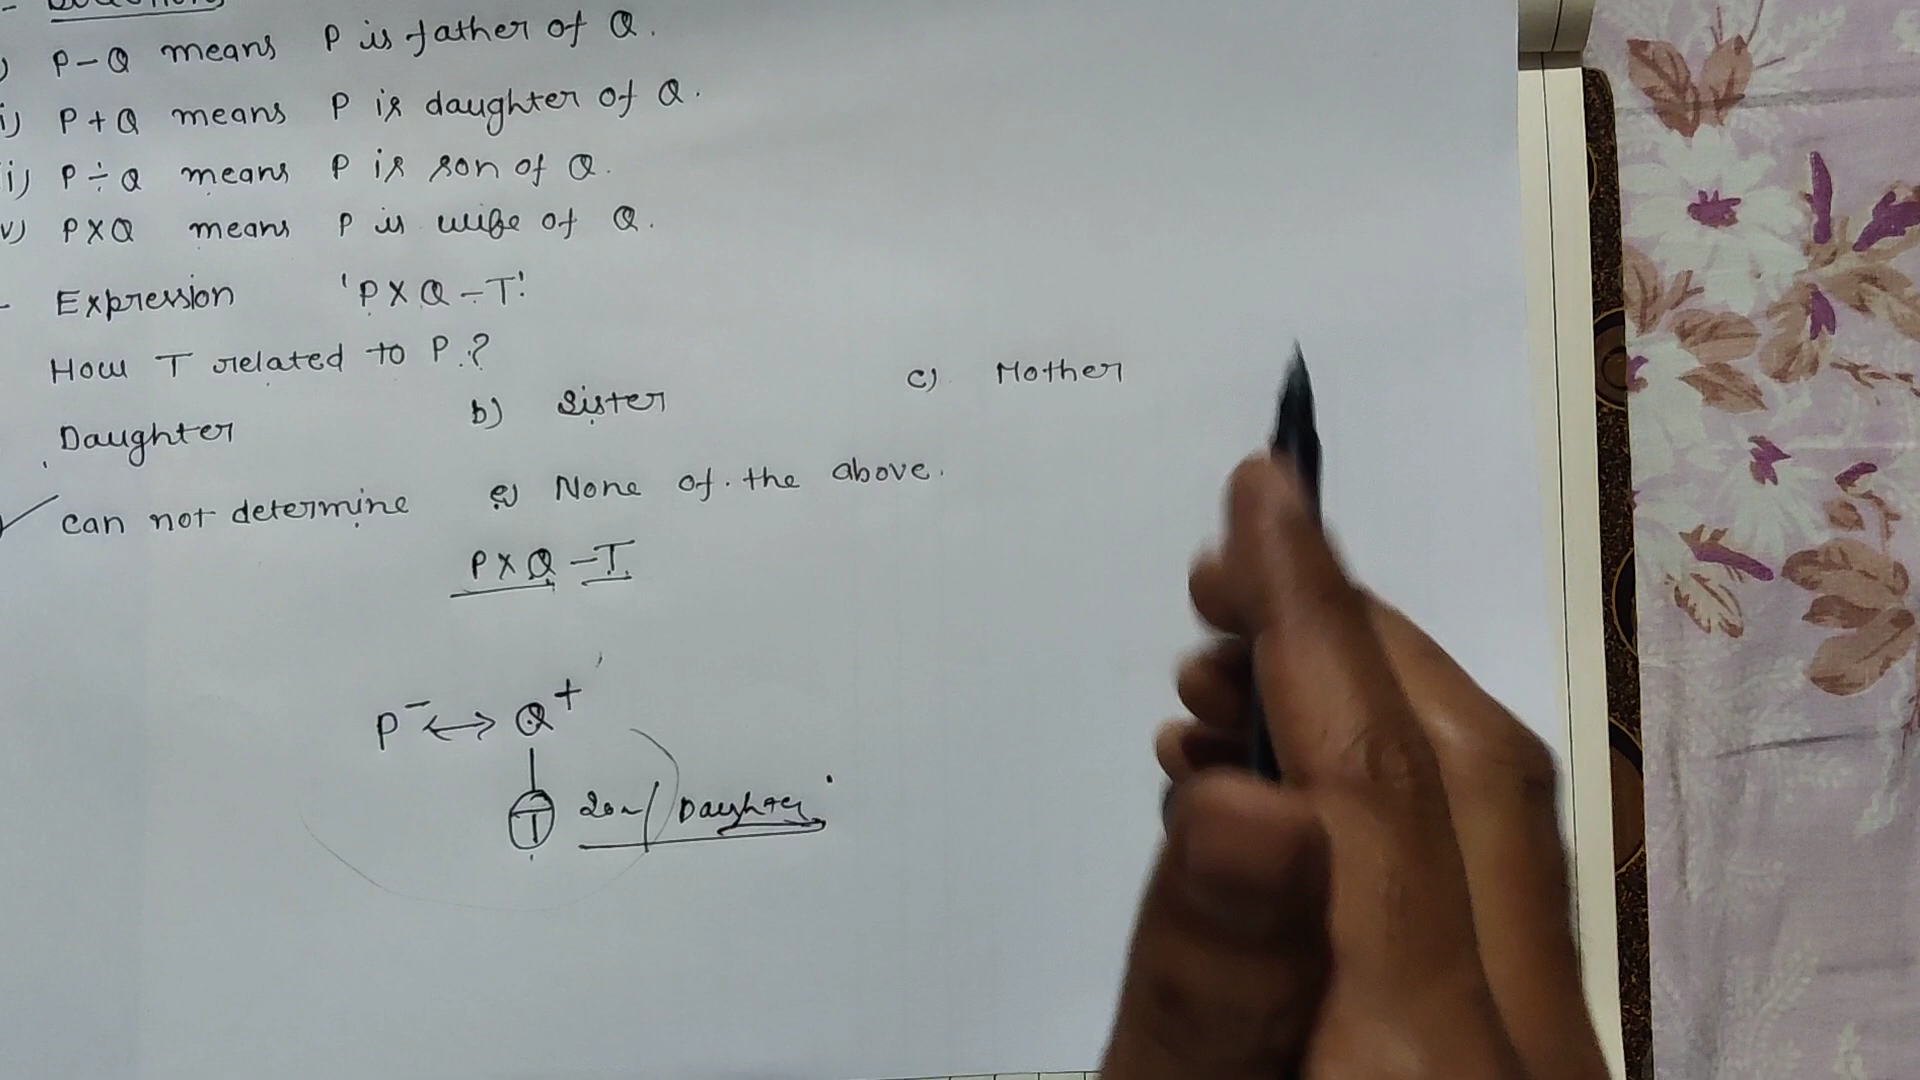 P - Q means P is father of Q.
P + Q means P is daughter of Q.
P ÷ Q means P is son of Q.
P X Q means P is wife of Q.
Expression 'P X Q - T'
How T related to P.?
Daughter b) Sister c) Mother
can not determine e) None of the above.
P X Q - T
P - ↔ Q +
T Son/Daughter